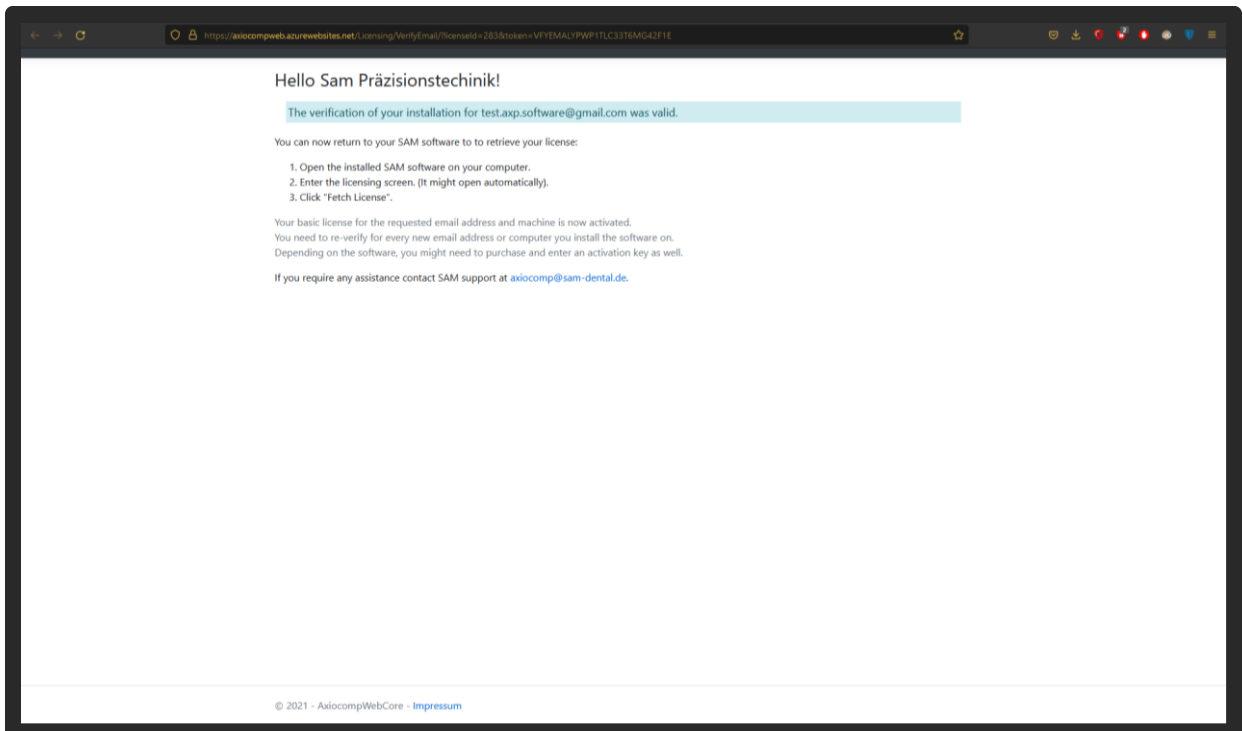 https://axiocompweb.azurewebsites.net/Licensing/VerifyEmail/?licenseId=283&token=VFYEMALYPWP1TLC33T6MG42F1E
Hello Sam Präzisionstechinik!
The verification of your installation for test.axp.software@gmail.com was valid.
You can now return to your SAM software to to retrieve your license:
1. Open the installed SAM software on your computer.
2. Enter the licensing screen. (It might open automatically).
3. Click "Fetch License".
Your basic license for the requested email address and machine is now activated.
You need to re-verify for every new email address or computer you install the software on.
Depending on the software, you might need to purchase and enter an activation key as well.
If you require any assistance contact SAM support at axiocomp@sam-dental.de.
© 2021 - AxiocompWebCore - Impressum